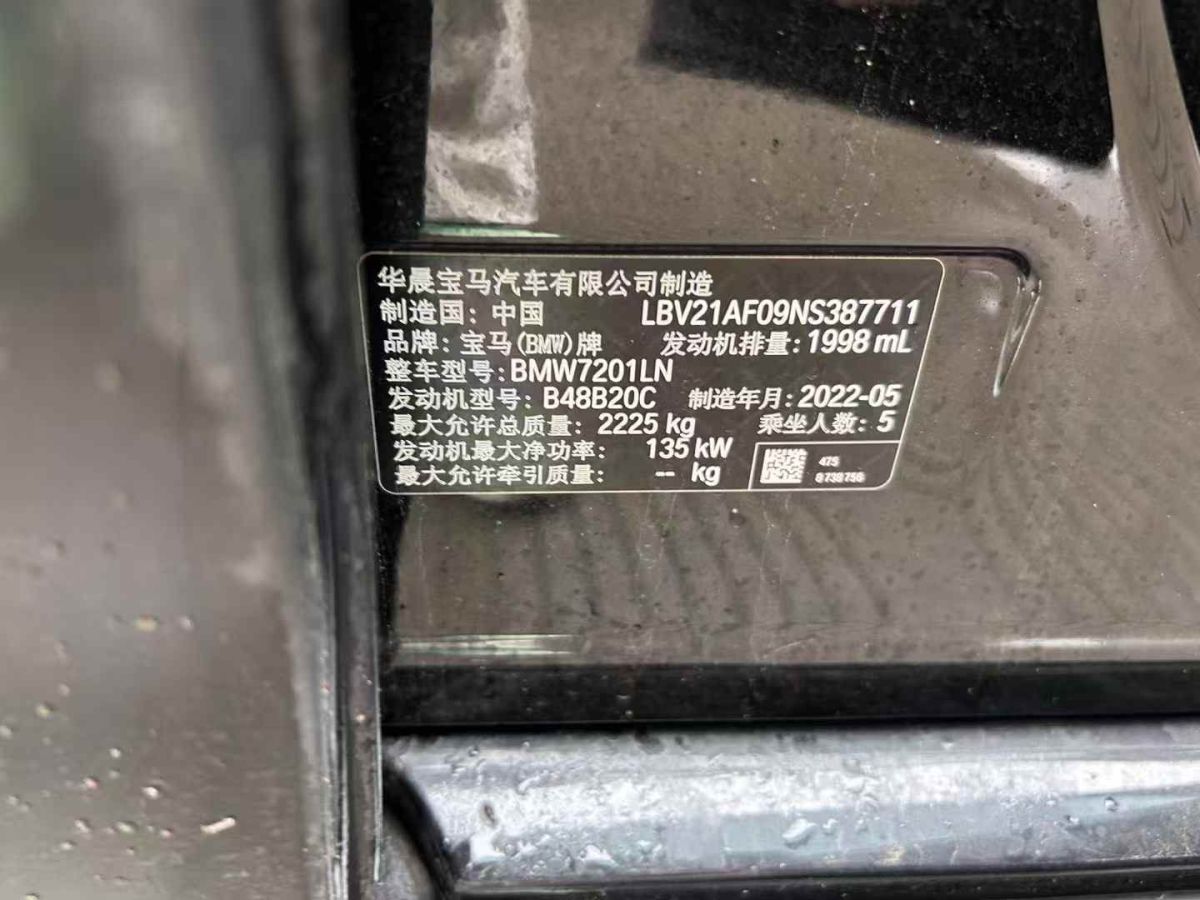 华晨宝马汽车有限公司制造
制造国：中国 LBV21AF09NS387711
品牌：宝马(BMW)牌 发动机排量：1998 mL
整车型号：BMW7201LN
发动机型号：B48B20C 制造年月：2022-05
最大允许总质量：2225 kg 乘坐人数：5
发动机最大净功率：135 kW
最大允许牵引质量：-- kg
475
8738756